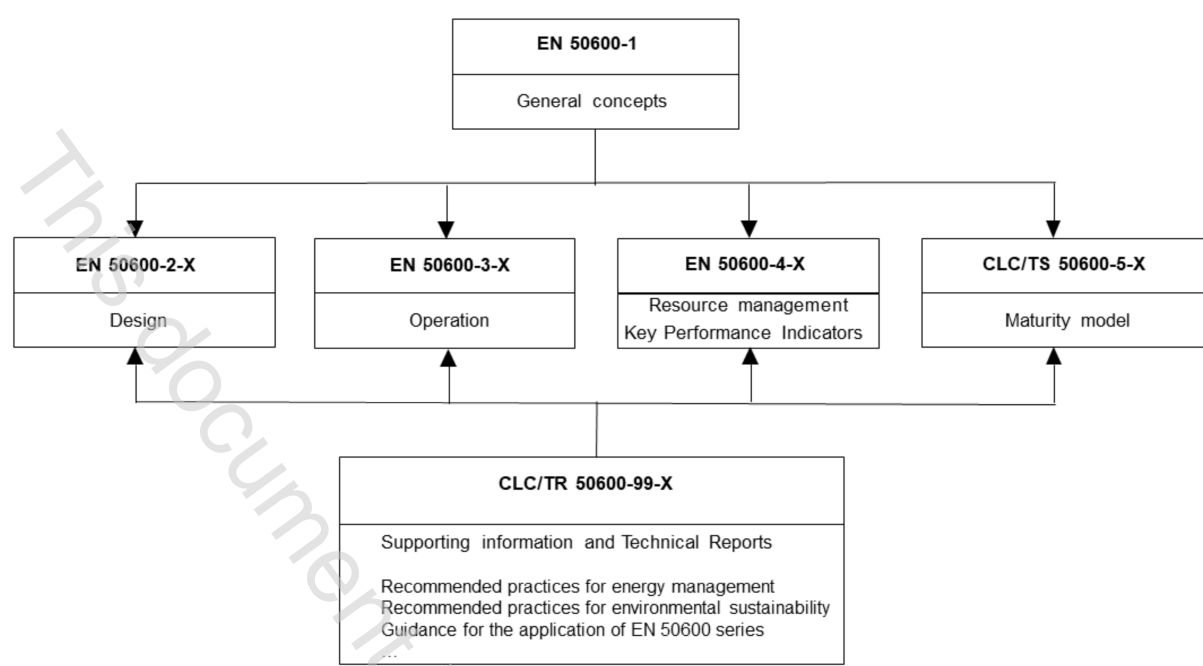 EN 50600-1
General concepts
EN 50600-2-X
Design
EN 50600-3-X
Operation
EN 50600-4-X
Resource management
Key Performance Indicators
CLC/TS 50600-5-X
Maturity model
CLC/TR 50600-99-X
Supporting information and Technical Reports
Recommended practices for energy management
Recommended practices for environmental sustainability
Guidance for the application of EN 50600 series
...
This document